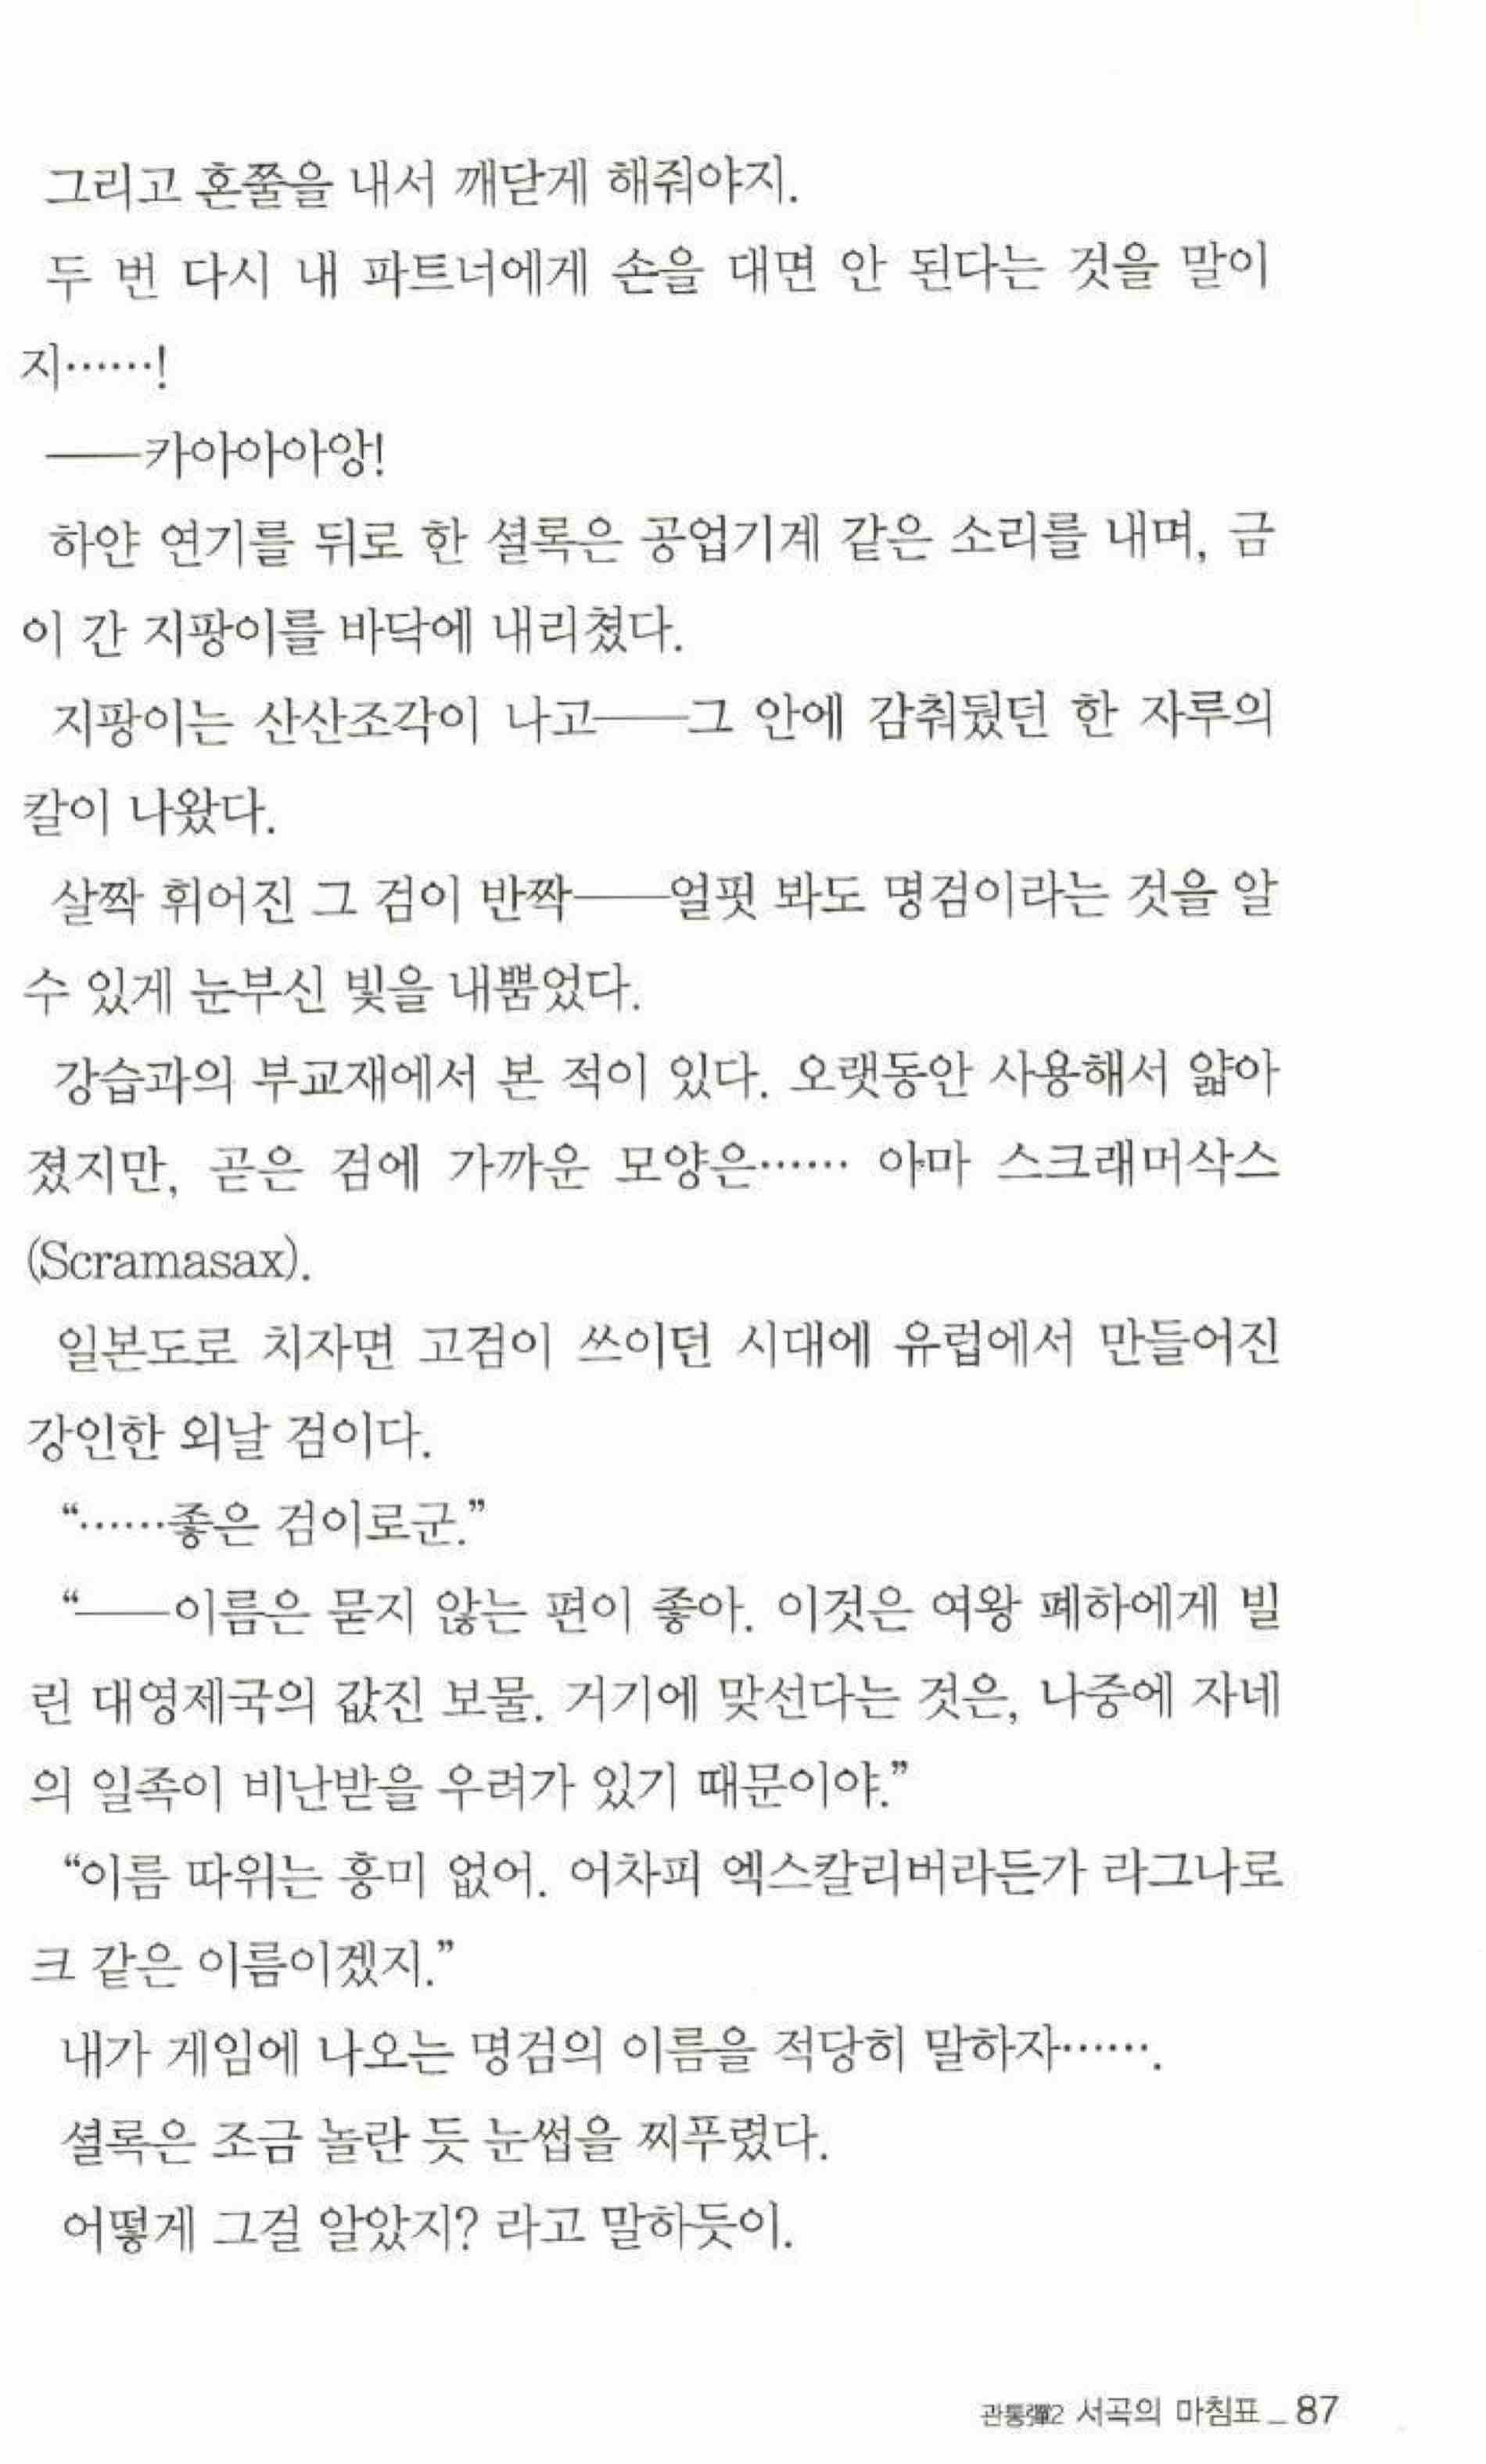 그리고 혼쭐을 내서 깨닫게 해줘야지.
두 번 다시 내 파트너에게 손을 대면 안 된다는 것을 말이
지……!
──카아아아앙!
하얀 연기를 뒤로 한 셜록은 공업기계 같은 소리를 내며, 금
이 간 지팡이를 바닥에 내리쳤다.
지팡이는 산산조각이 나고──그 안에 감춰뒀던 한 자루의
칼이 나왔다.
살짝 휘어진 그 검이 반짝──얼핏 봐도 명검이라는 것을 알
수 있게 눈부신 빛을 내뿜었다.
강습과의 부교재에서 본 적이 있다. 오랫동안 사용해서 얇아
졌지만, 곧은 검에 가까운 모양은…… 아마 스크래머삭스
(Scramasax).
일본도로 치자면 고검이 쓰이던 시대에 유럽에서 만들어진
강인한 외날 검이다.
“……좋은 검이로군.”
“──이름은 묻지 않는 편이 좋아. 이것은 여왕 폐하에게 빌
린 대영제국의 값진 보물. 거기에 맞선다는 것은, 나중에 자네
의 일족이 비난받을 우려가 있기 때문이야.”
“이름 따위는 흥미 없어. 어차피 엑스칼리버라든가 라그나로
크 같은 이름이겠지.”
내가 게임에 나오는 명검의 이름을 적당히 말하자…….
셜록은 조금 놀란 듯 눈썹을 찌푸렸다.
어떻게 그걸 알았지? 라고 말하듯이.
관통彈2 서곡의 마침표 _ 87